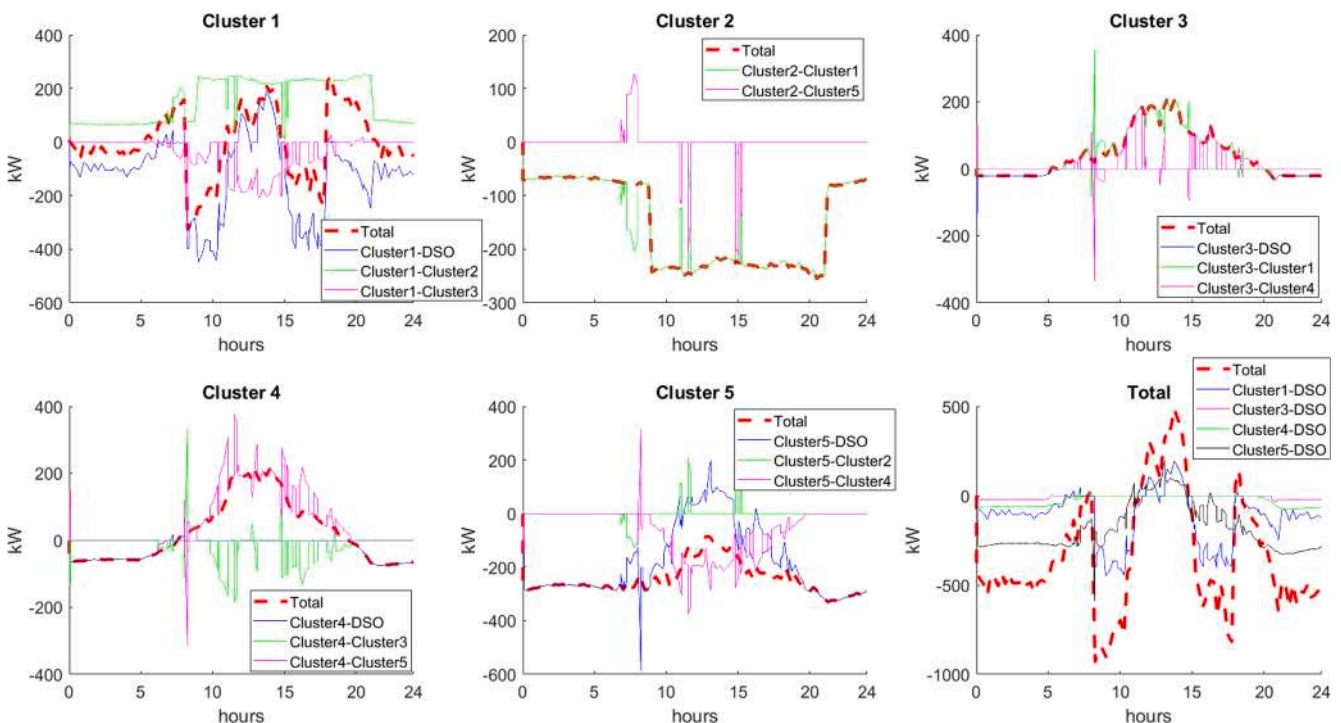 Cluster 1
400
200
0
-200
-400
-600
kW
0
5
10
15
20
24
hours
Total
Cluster1-DSO
Cluster1-Cluster2
Cluster1-Cluster3
Cluster 2
200
100
0
-100
-200
-300
kW
0
5
10
15
20
24
hours
Total
Cluster2-Cluster1
Cluster2-Cluster5
Cluster 3
400
200
0
-200
-400
kW
0
5
10
15
20
24
hours
Total
Cluster3-DSO
Cluster3-Cluster1
Cluster3-Cluster4
Cluster 4
400
200
0
-200
-400
kW
0
5
10
15
20
24
hours
Total
Cluster4-DSO
Cluster4-Cluster3
Cluster4-Cluster5
Cluster 5
400
200
0
-200
-400
-600
kW
0
5
10
15
20
24
hours
Total
Cluster5-DSO
Cluster5-Cluster2
Cluster5-Cluster4
Total
500
0
-500
-1000
kW
0
5
10
15
20
24
hours
Total
Cluster1-DSO
Cluster3-DSO
Cluster4-DSO
Cluster5-DSO